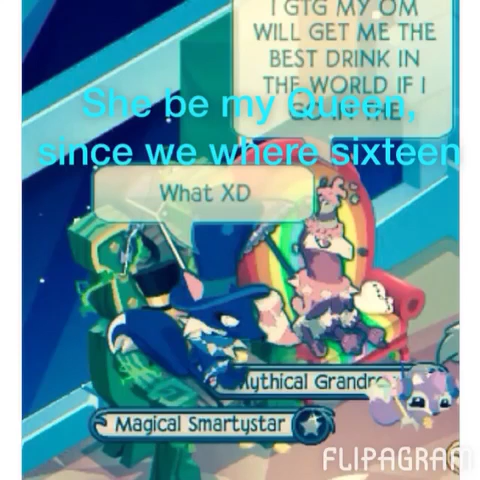 I GTG MY OM
WILL GET ME THE
BEST DRINK IN
THE WORLD IF I
She be my Queen,
since we where sixteen
What XD
Mythical
Magical Smartystar
FLIPAGRAM